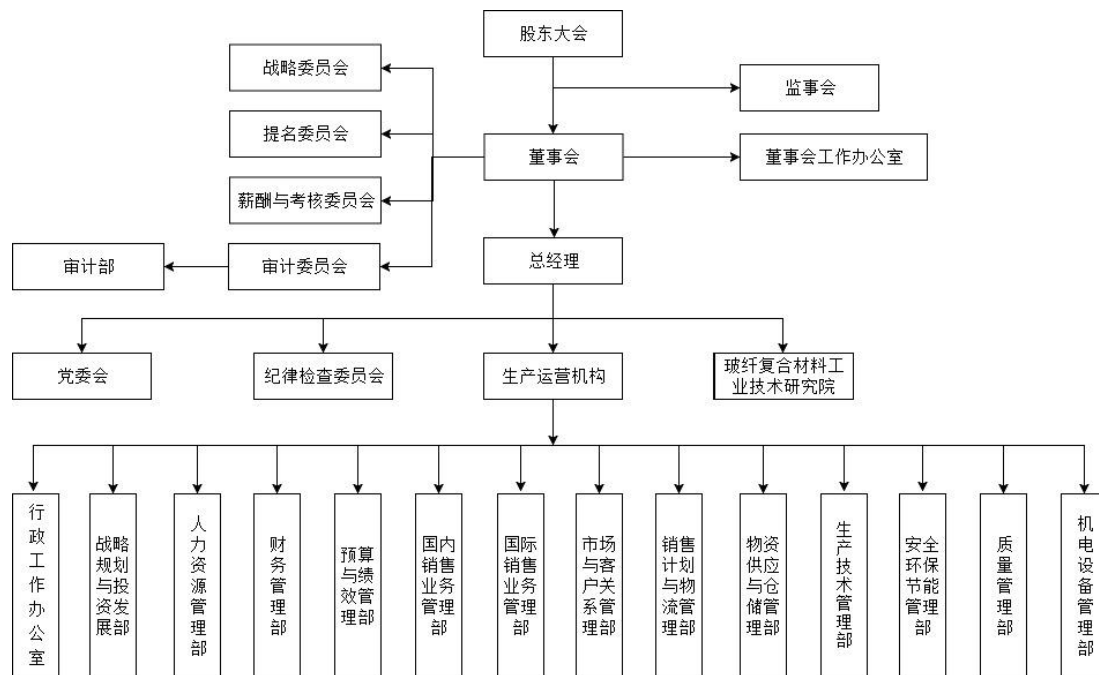 股东大会
战略委员会
监事会
提名委员会
董事会
董事会工作办公室
薪酬与考核委员会
审计部
审计委员会
总经理
党委会
纪律检查委员会
生产运营机构
玻纤复合材料工
业技术研究院
行政工作办公室
战略规划与投资发展部
人力资源管理部
财务管理部
预算与绩效管理部
国内销售业务管理部
国际销售业务管理部
市场与客户关系管理部
销售计划与物流管理部
物资供应与仓储管理部
生产技术管理部
安全环保节能管理部
质量管理部
机电设备管理部